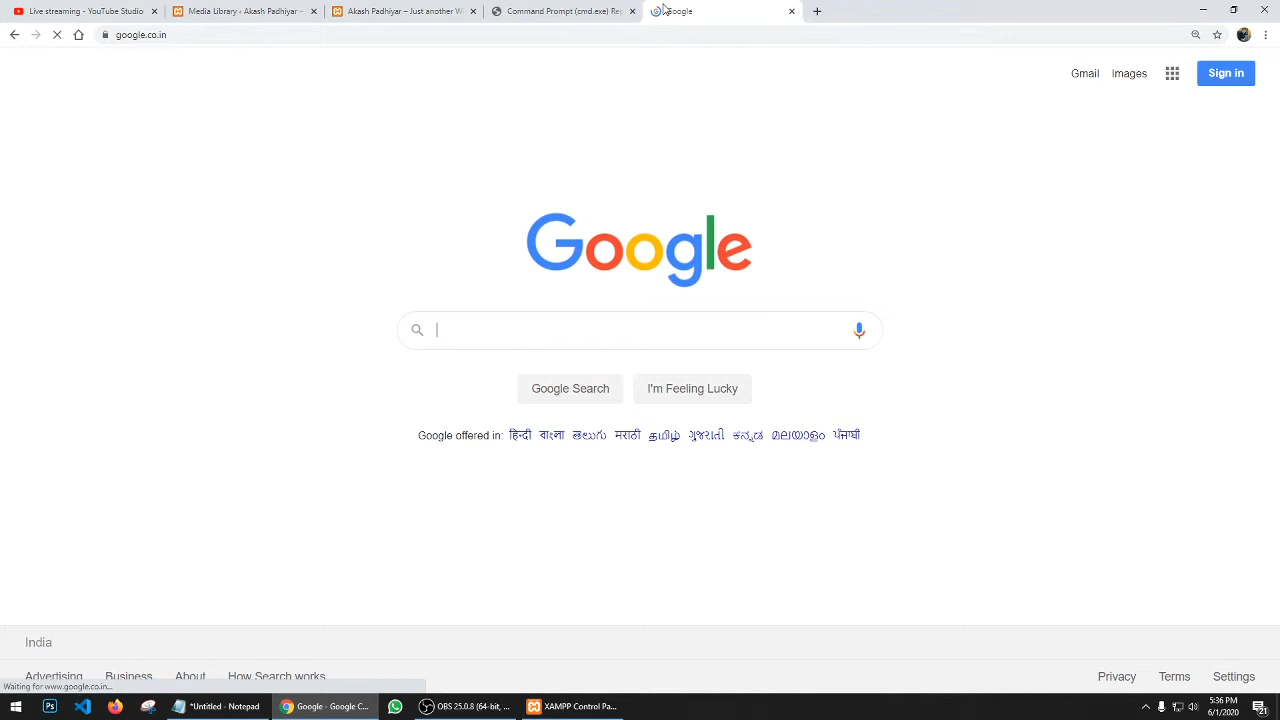 Live streaming - YouTube Studio
Media Library ‹ Akash Padhiyar —
Akash Padhiyar – Just another W
Command Prompt (cmd.exe) Rep
Google
google.co.in
Gmail Images Sign in
Google
Google Search I'm Feeling Lucky
Google offered in: हिन्दी বাংলা తెలుగు मराठी தமிழ் ગુજરાતી ಕನ್ನಡ മലയാളം ਪੰਜਾਬੀ
India
Advertising Business About How Search works Privacy Terms Settings
Waiting for www.google.co.in...
Ps *Untitled - Notepad Google - Google C... OBS 25.0.8 (64-bit, ... XAMPP Control Pa... 5:36 PM
6/1/2020 21